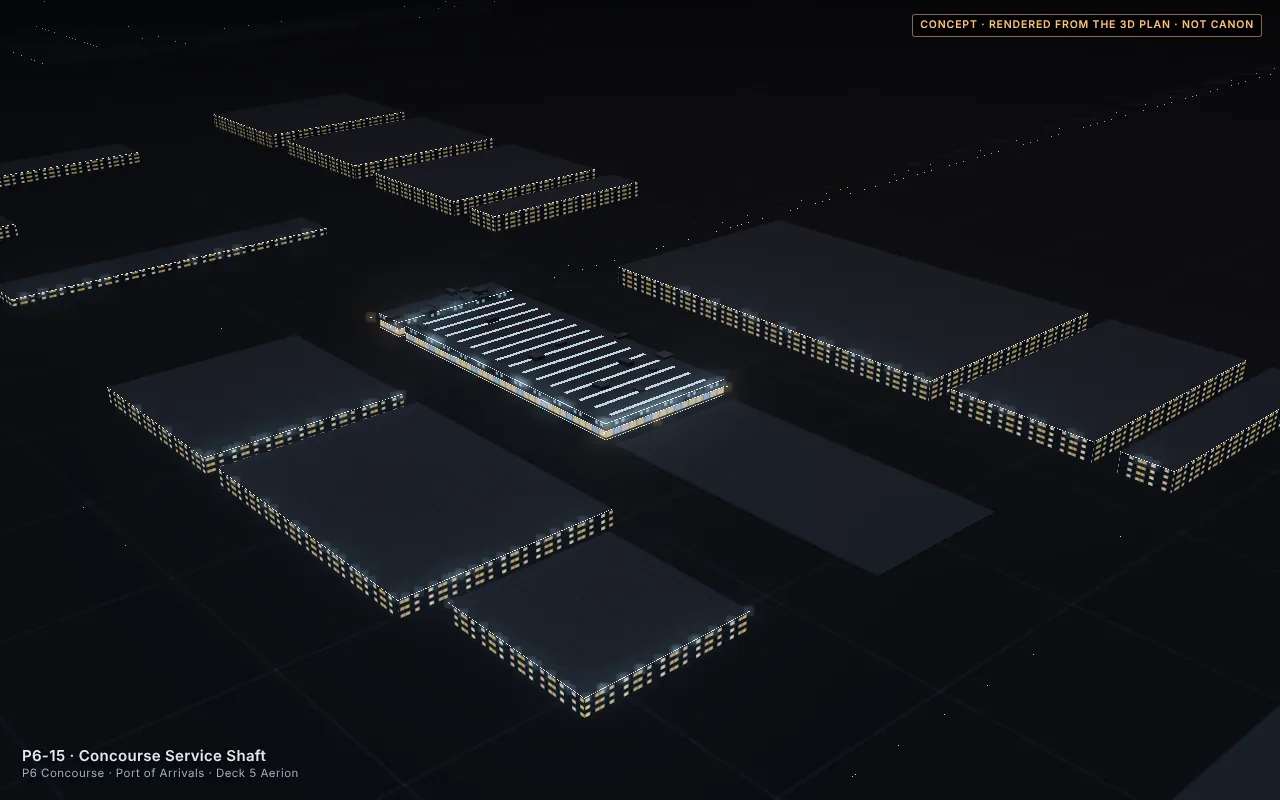 CONCEPT · RENDERED FROM THE 3D PLAN · NOT CANON
P6-15 · Concourse Service Shaft
P6 Concourse · Port of Arrivals · Deck 5 Aerion